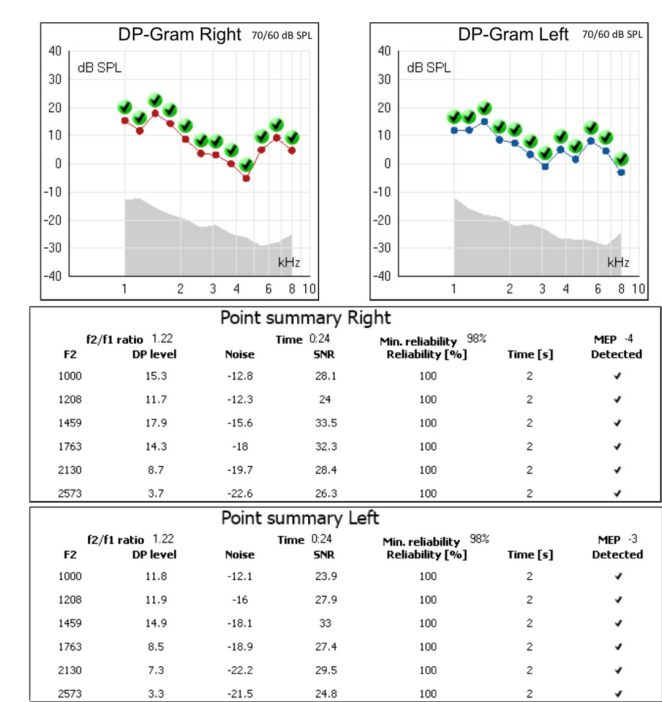 DP-Gram Right 70/60 dB SPL
40
dB SPL
30
20
10
0
-10
-20
-30
kHz
-40
1 2 3 4 6 8 10
DP-Gram Left 70/60 dB SPL
40
dB SPL
30
20
10
0
-10
-20
-30
kHz
-40
1 2 3 4 6 8 10
Point summary Right
f2/f1 ratio 1.22 Time 0:24 Min. reliability 98% MEP -4
F2 DP level Noise SNR Reliability [%] Time [s] Detected
1000 15.3 -12.8 28.1 100 2 ✔
1208 11.7 -12.3 24 100 2 ✔
1459 17.9 -15.6 33.5 100 2 ✔
1763 14.3 -18 32.3 100 2 ✔
2130 8.7 -19.7 28.4 100 2 ✔
2573 3.7 -22.6 26.3 100 2 ✔
Point summary Left
f2/f1 ratio 1.22 Time 0:24 Min. reliability 98% MEP -3
F2 DP level Noise SNR Reliability [%] Time [s] Detected
1000 11.8 -12.1 23.9 100 2 ✔
1208 11.9 -16 27.9 100 2 ✔
1459 14.9 -18.1 33 100 2 ✔
1763 8.5 -18.9 27.4 100 2 ✔
2130 7.3 -22.2 29.5 100 2 ✔
2573 3.3 -21.5 24.8 100 2 ✔